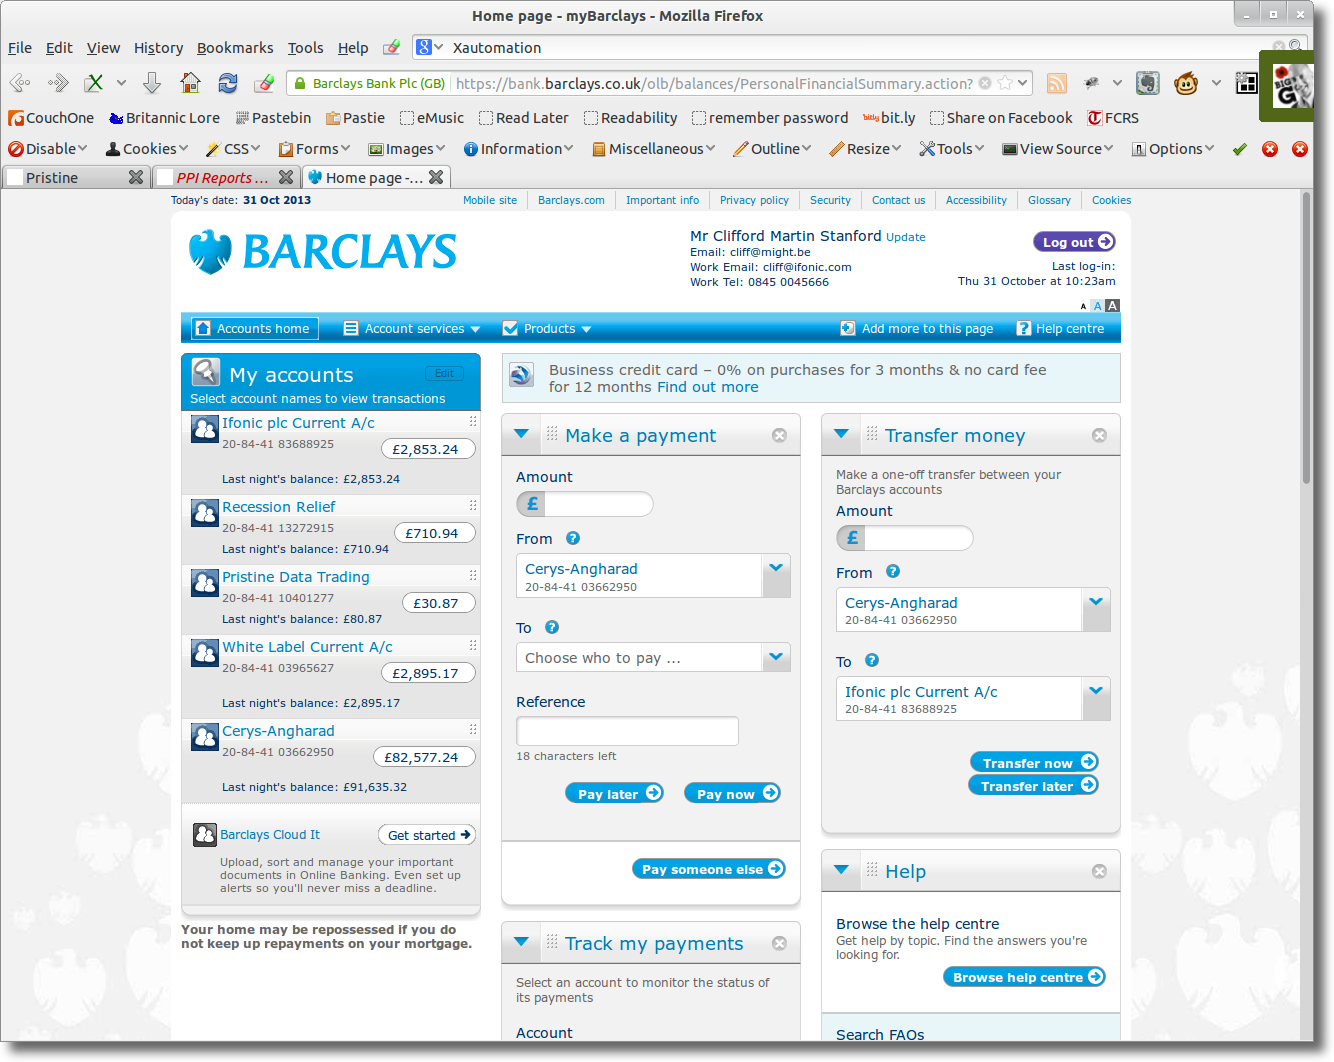 Home page - myBarclays - Mozilla Firefox
File Edit View History Bookmarks Tools Help Xautomation
Barclays Bank Plc (GB) https://bank.barclays.co.uk/olb/balances/PersonalFinancialSummary.action?
CouchOne Britannic Lore Pastebin Pastie eMusic Read Later Readability remember password bitly bit.ly Share on Facebook FCRS
Disable Cookies CSS Forms Images Information Miscellaneous Outline Resize Tools View Source Options
Pristine PPI Reports ... Home page -...
Today's date: 31 Oct 2013 Mobile site Barclays.com Important info Privacy policy Security Contact us Accessibility Glossary Cookies
BARCLAYS
Mr Clifford Martin Stanford Update
Email: cliff@might.be
Work Email: cliff@ifonic.com
Work Tel: 0845 0045666
Log out
Last log-in:
Thu 31 October at 10:23am
A A A
Accounts home Account services Products Add more to this page Help centre
My accounts Edit
Select account names to view transactions
Ifonic plc Current A/c
20-84-41 83688925
£2,853.24
Last night's balance: £2,853.24
Recession Relief
20-84-41 13272915
£710.94
Last night's balance: £710.94
Pristine Data Trading
20-84-41 10401277
£30.87
Last night's balance: £80.87
White Label Current A/c
20-84-41 03965627
£2,895.17
Last night's balance: £2,895.17
Cerys-Angharad
20-84-41 03662950
£82,577.24
Last night's balance: £91,635.32
Barclays Cloud It Get started
Upload, sort and manage your important
documents in Online Banking. Even set up
alerts so you'll never miss a deadline.
Your home may be repossessed if you do
not keep up repayments on your mortgage.
Business credit card – 0% on purchases for 3 months & no card fee
for 12 months Find out more
Make a payment
Amount
£
From ?
Cerys-Angharad
20-84-41 03662950
To ?
Choose who to pay ...
Reference
18 characters left
Pay later Pay now
Pay someone else
Track my payments
Select an account to monitor the status of
its payments
Account
Transfer money
Make a one-off transfer between your
Barclays accounts
Amount
£
From ?
Cerys-Angharad
20-84-41 03662950
To ?
Ifonic plc Current A/c
20-84-41 83688925
Transfer now
Transfer later
Help
Browse the help centre
Get help by topic. Find the answers you're
looking for.
Browse help centre
Search FAQs